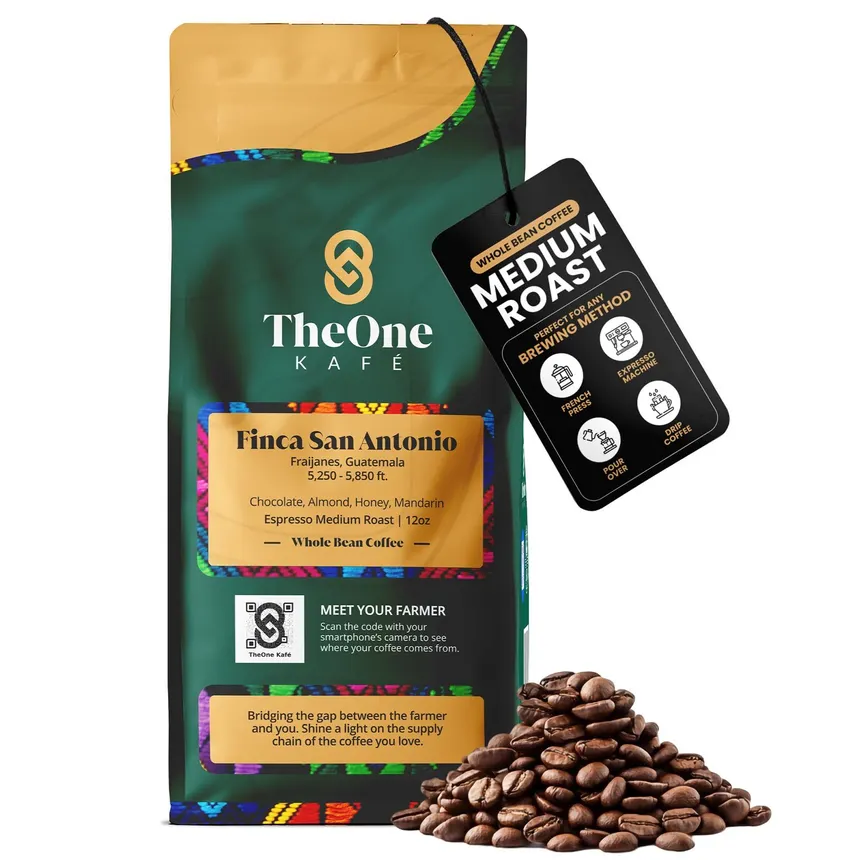 TheOne
KAFÉ
Finca San Antonio
Fraijanes, Guatemala
5,250 - 5,850 ft.
Chocolate, Almond, Honey, Mandarin
Espresso Medium Roast | 12oz
Whole Bean Coffee
TheOne Kafé
MEET YOUR FARMER
Scan the code with your
smartphone's camera to see
where your coffee comes from.
Bridging the gap between the farmer
and you. Shine a light on the supply
chain of the coffee you love.
WHOLE BEAN COFFEE
MEDIUM
ROAST
PERFECT FOR ANY
BREWING METHOD
FRENCH
PRESS
EXPRESSO
MACHINE
POUR
OVER
DRIP
COFFEE